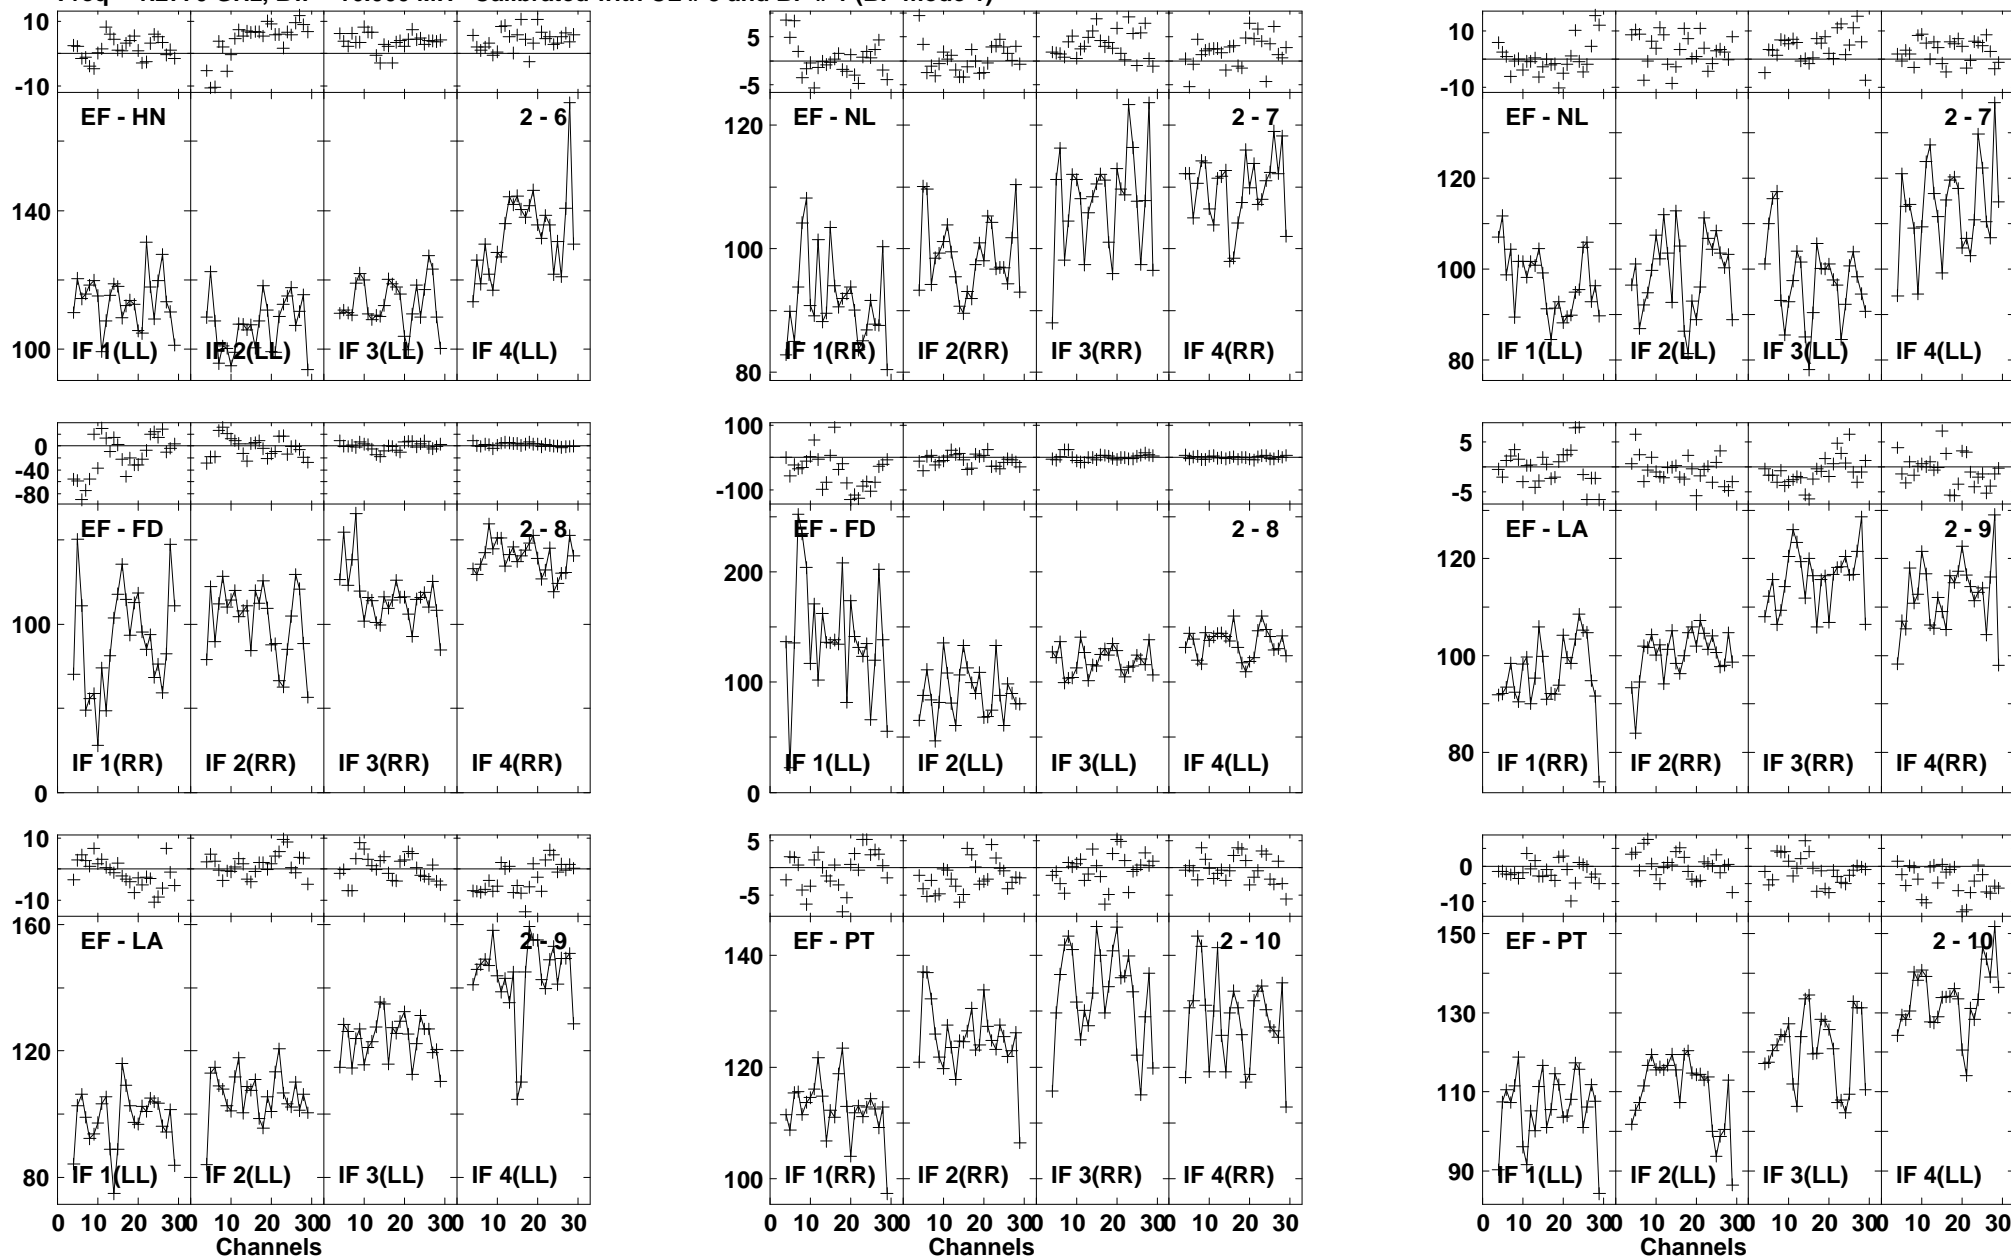 10 0 -10
5 0 -5
10 0 -10
EF - HN 2 - 6
EF - NL 2 - 7
EF - NL 2 - 7
140 100
120 100 80
140 120 100 80
IF 1(LL) IF 2(LL) IF 3(LL) IF 4(LL)
IF 1(RR) IF 2(RR) IF 3(RR) IF 4(RR)
IF 1(LL) IF 2(LL) IF 3(LL) IF 4(LL)
0 -40 -80
100 0 -100
5 0 -5
EF - FD 2 - 8
EF - FD 2 - 8
EF - LA 2 - 9
100 0
200 100 0
120 100 80
IF 1(RR) IF 2(RR) IF 3(RR) IF 4(RR)
IF 1(LL) IF 2(LL) IF 3(LL) IF 4(LL)
IF 1(RR) IF 2(RR) IF 3(RR) IF 4(RR)
10 0 -10
5 0 -5
0 -10
EF - LA 2 - 9
EF - PT 2 - 10
EF - PT 2 - 10
160 120 80
140 120 100
150 130 110 90
IF 1(LL) IF 2(LL) IF 3(LL) IF 4(LL)
IF 1(RR) IF 2(RR) IF 3(RR) IF 4(RR)
IF 1(LL) IF 2(LL) IF 3(LL) IF 4(LL)
0 10 20 30 0 10 20 30 0 10 20 30 0 10 20 30
0 10 20 30 0 10 20 30 0 10 20 30 0 10 20 30
0 10 20 30 0 10 20 30 0 10 20 30 0 10 20 30
Channels
Channels
Channels